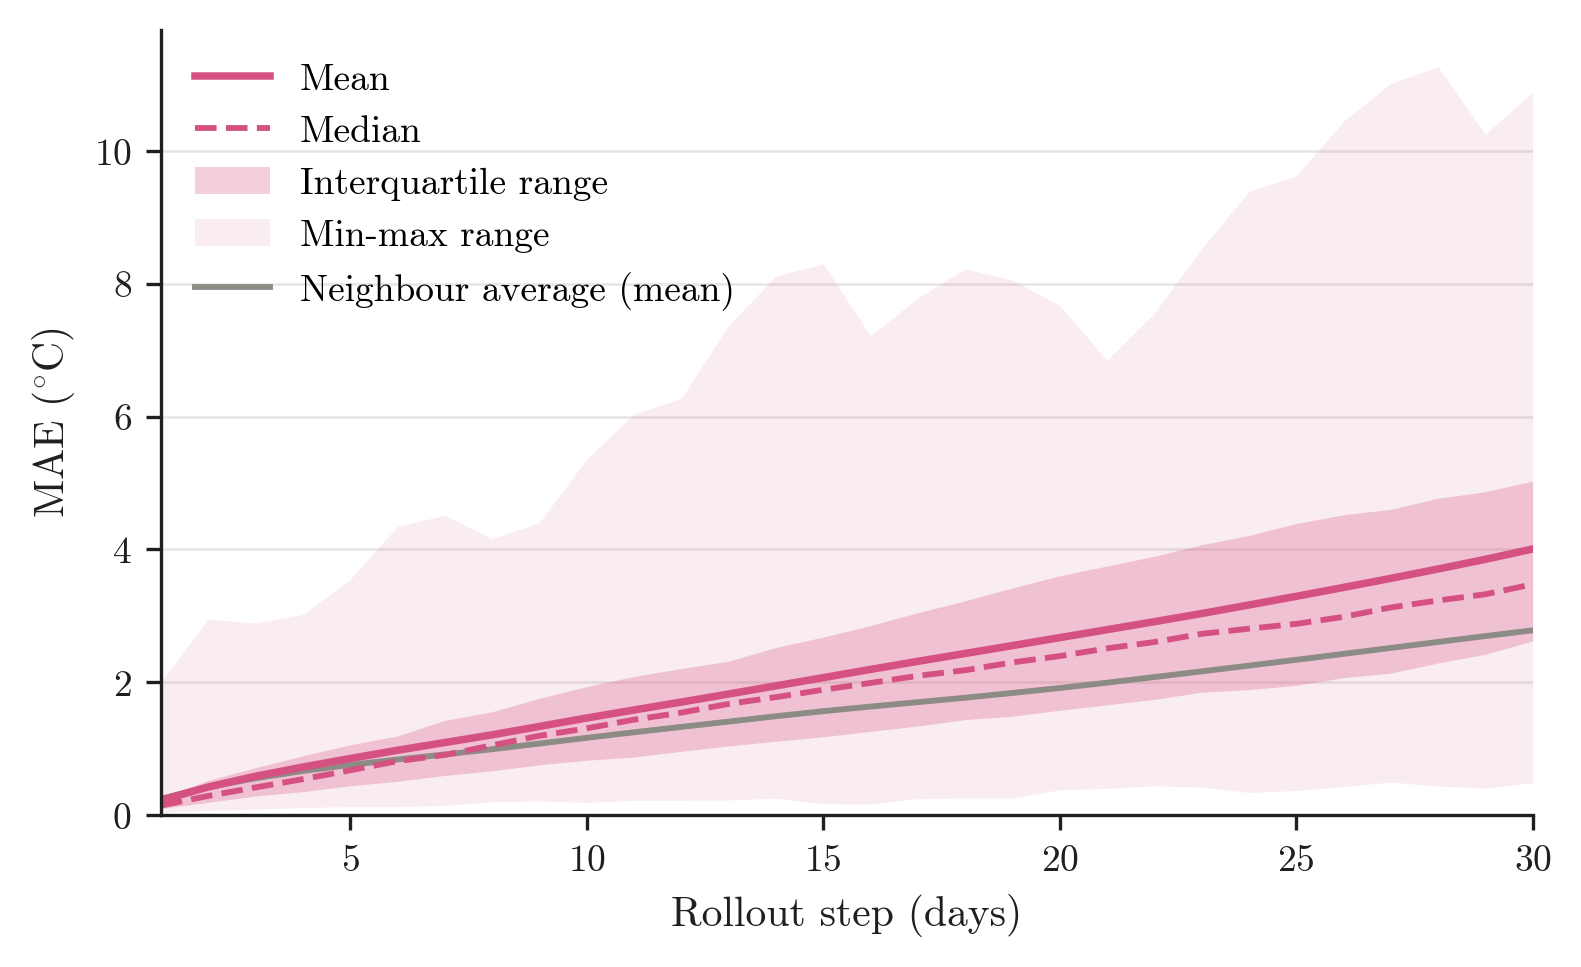 Mean
Median
Interquartile range
Min-max range
Neighbour average (mean)
10
8
6
4
2
0
MAE (°C)
5 10 15 20 25 30
Rollout step (days)